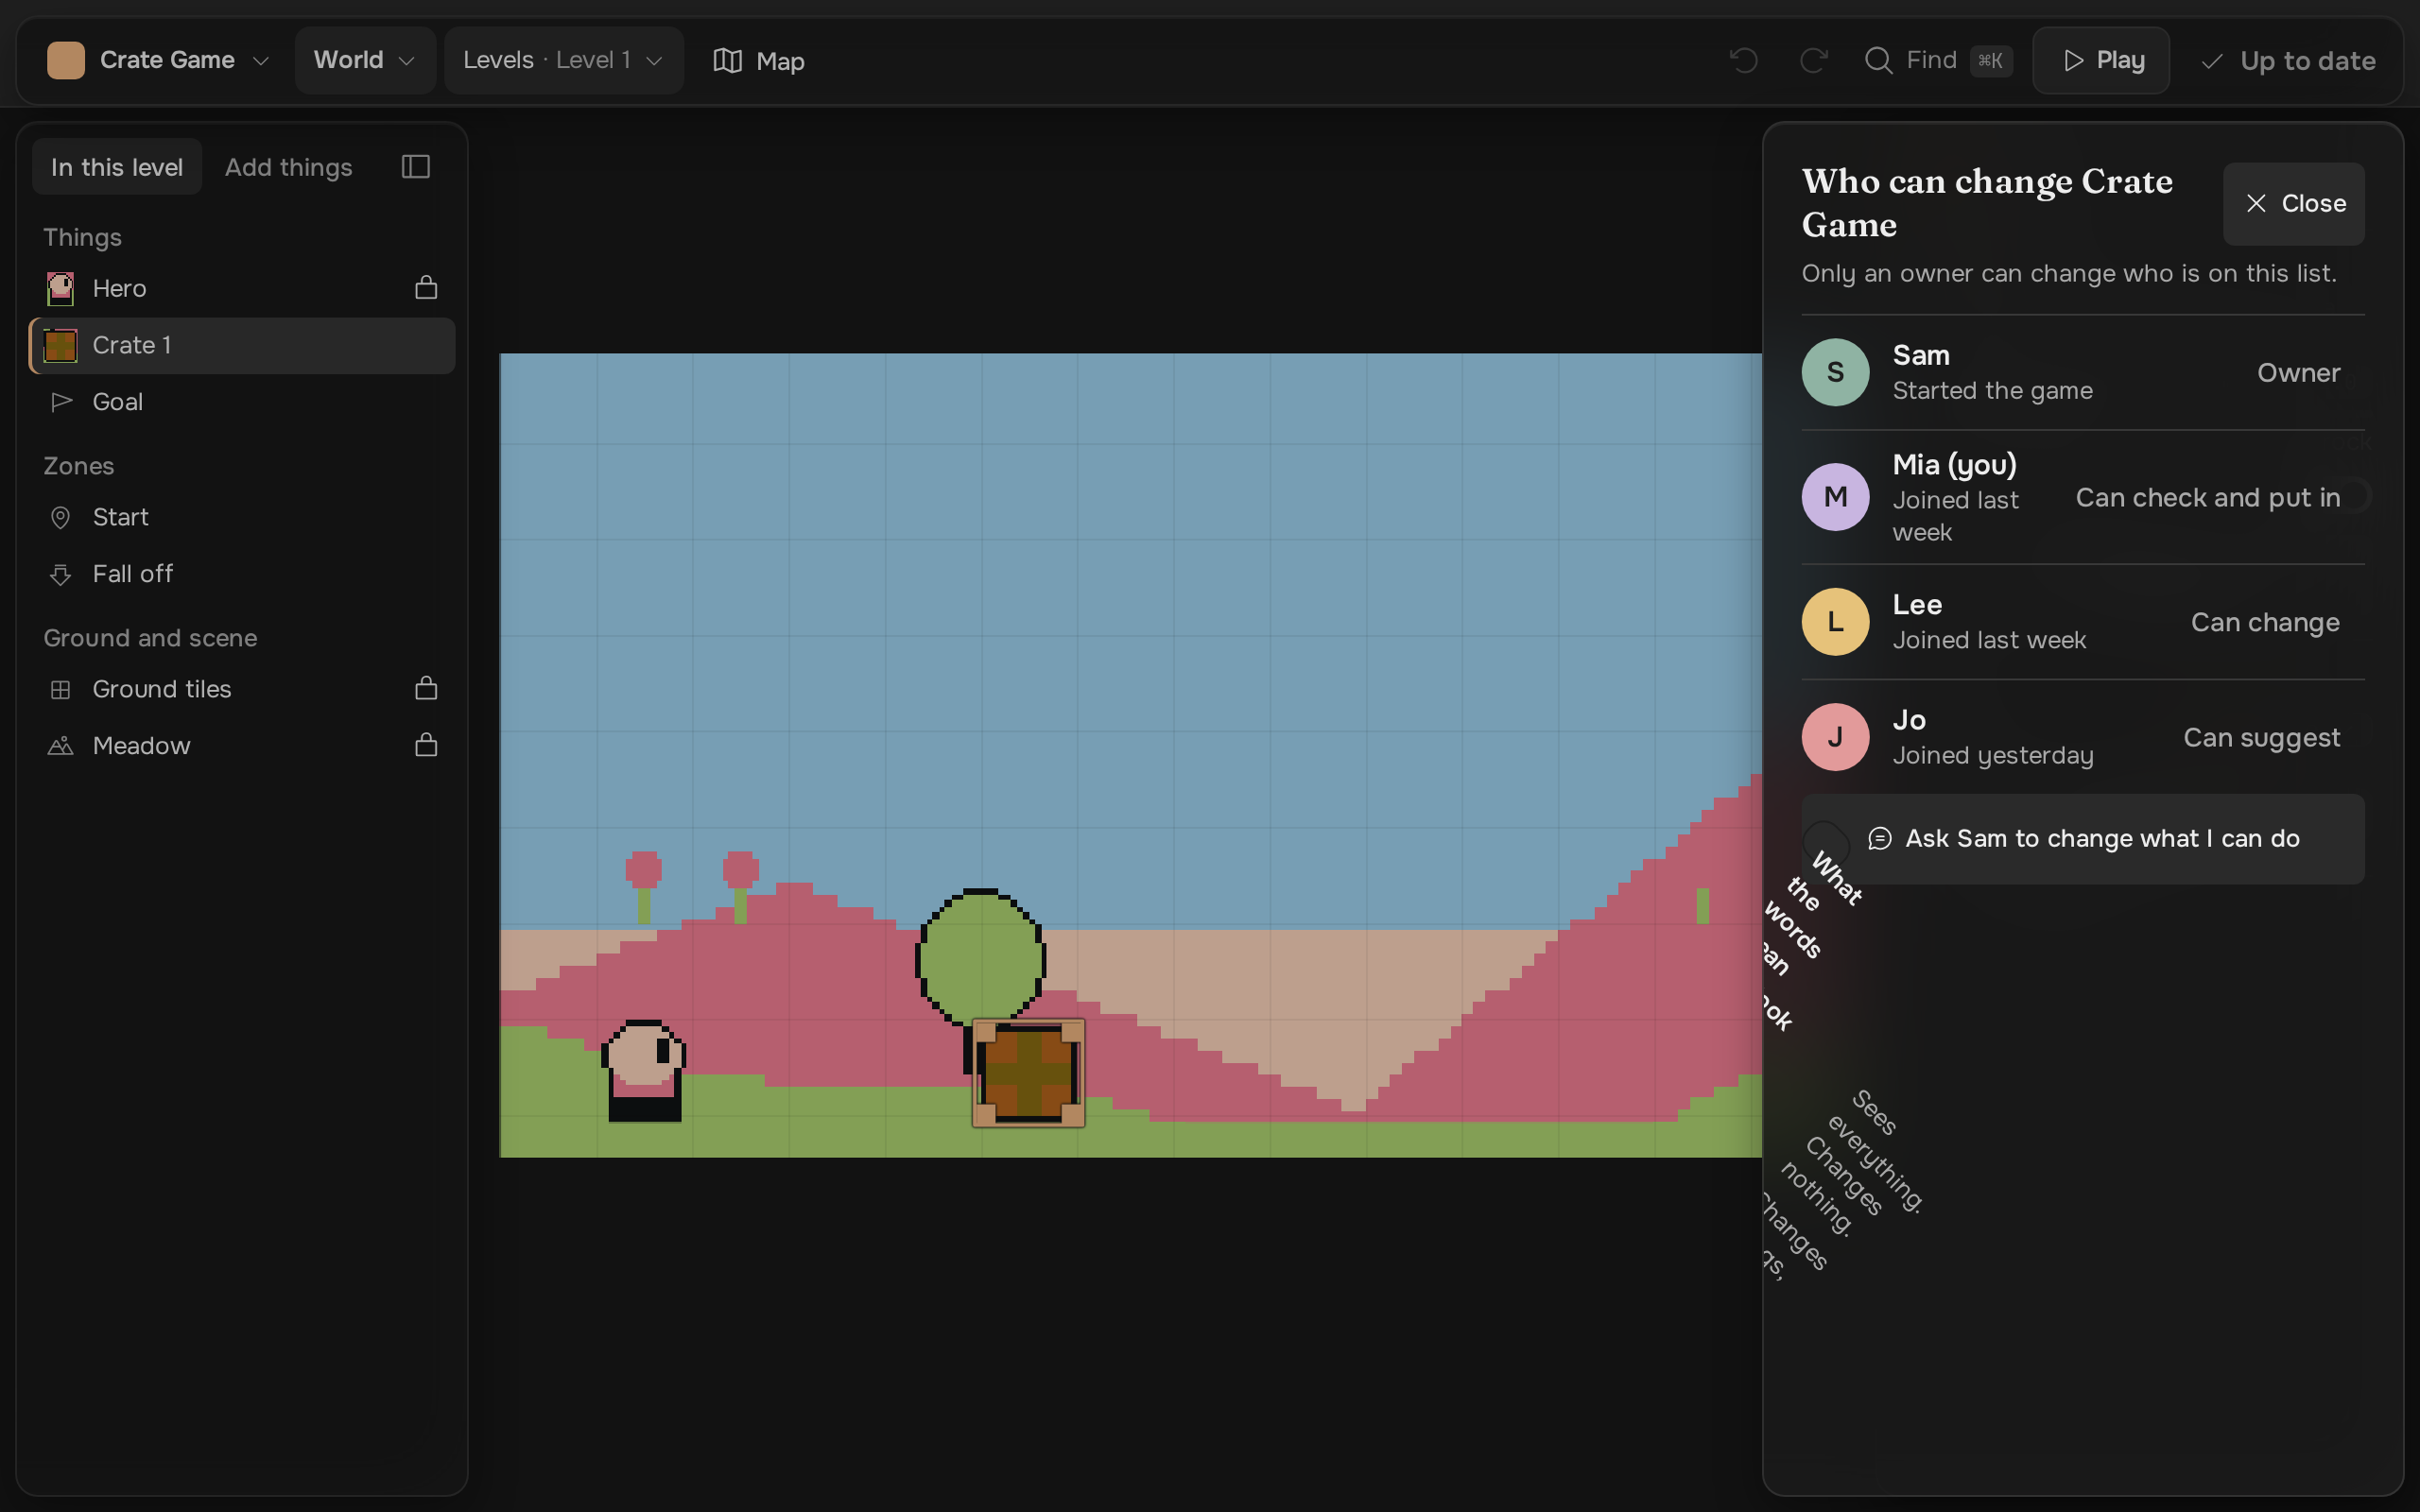 Crate Game
World
Levels · Level 1
Map
Find
⌘K
Play
Up to date
In this level
Add things
Things
Hero
Crate 1
Goal
Zones
Start
Fall off
Ground and scene
Ground tiles
Meadow
Who can change Crate
Game
Close
Only an owner can change who is on this list.
S
Sam
Started the game
Owner
M
Mia (you)
Joined last
week
Can check and put in
L
Lee
Joined last week
Can change
J
Jo
Joined yesterday
Can suggest
Ask Sam to change what I can do
What
the
words
Sees
everything.
Changes
nothing.